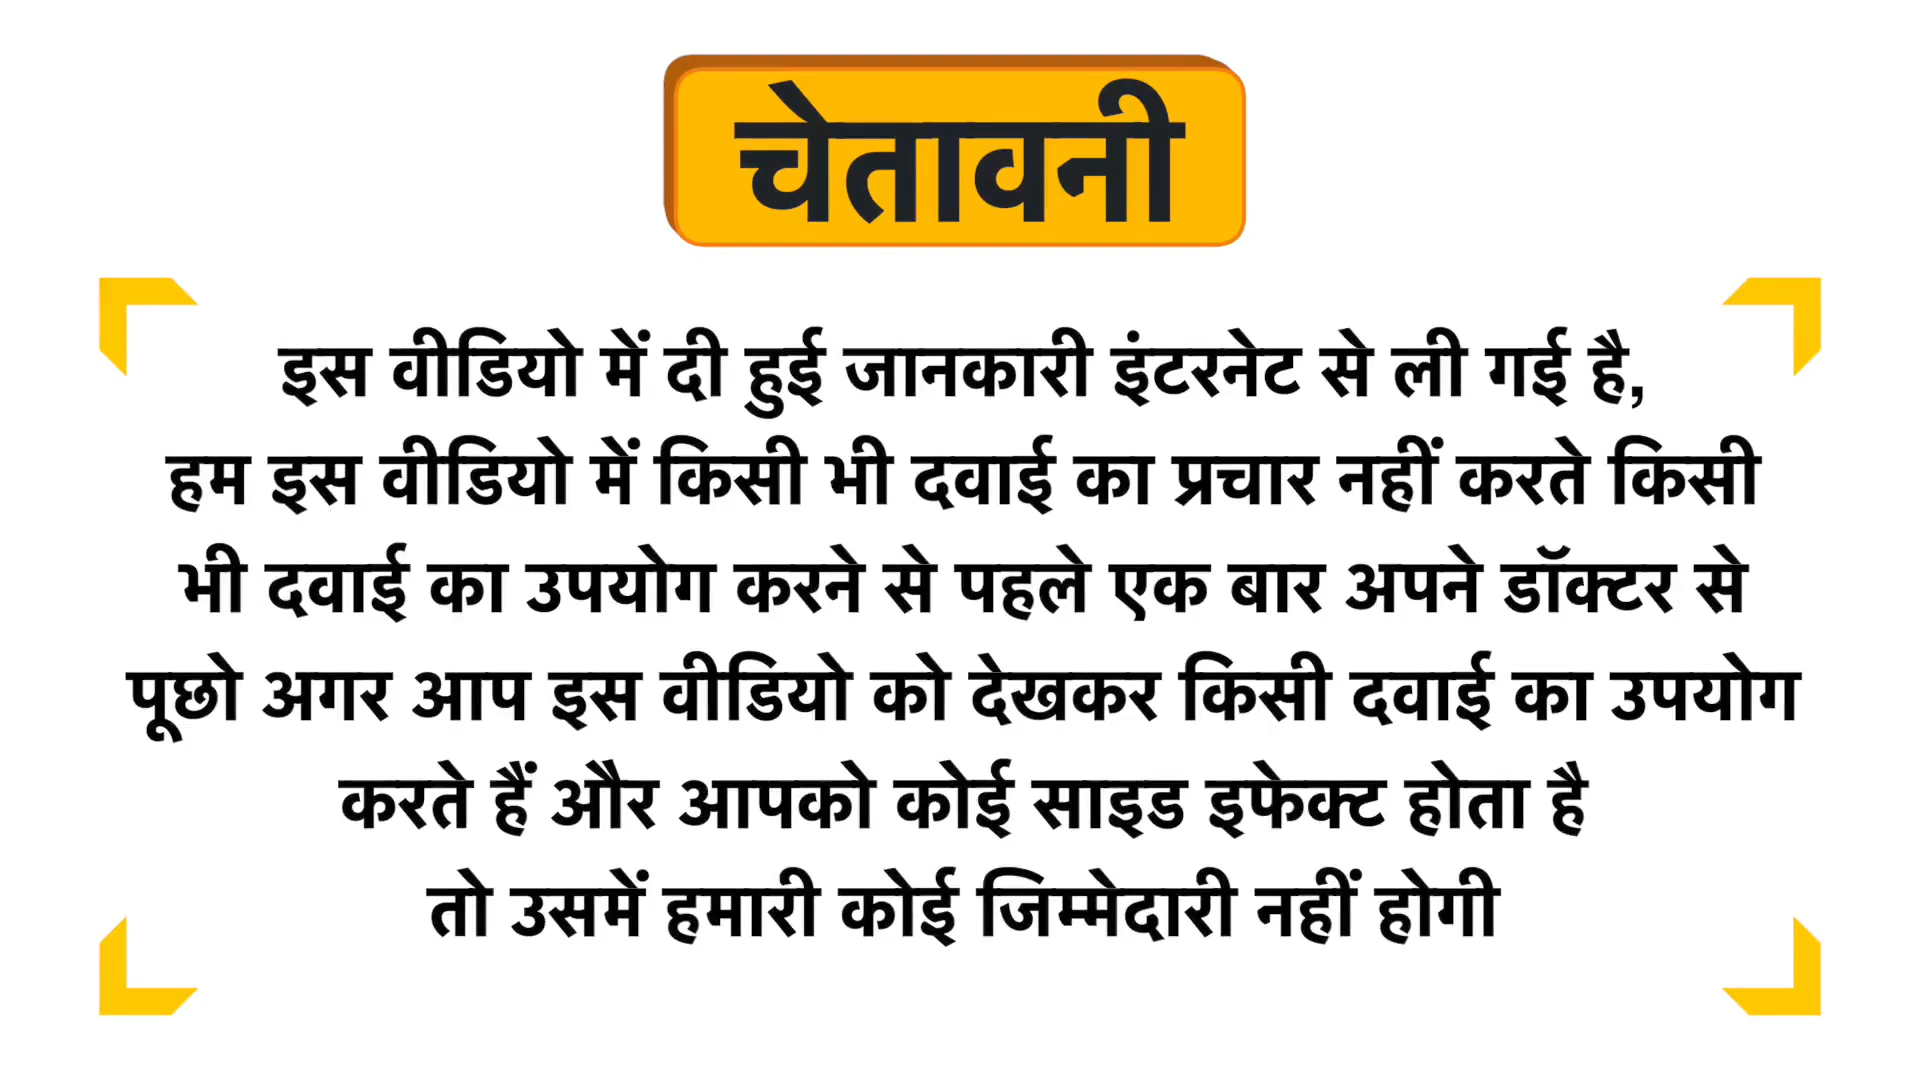 चेतावनी
इस वीडियो में दी हुई जानकारी इंटरनेट से ली गई है,
हम इस वीडियो में किसी भी दवाई का प्रचार नहीं करते किसी
भी दवाई का उपयोग करने से पहले एक बार अपने डॉक्टर से
पूछो अगर आप इस वीडियो को देखकर किसी दवाई का उपयोग
करते हैं और आपको कोई साइड इफेक्ट होता है
तो उसमें हमारी कोई जिम्मेदारी नहीं होगी